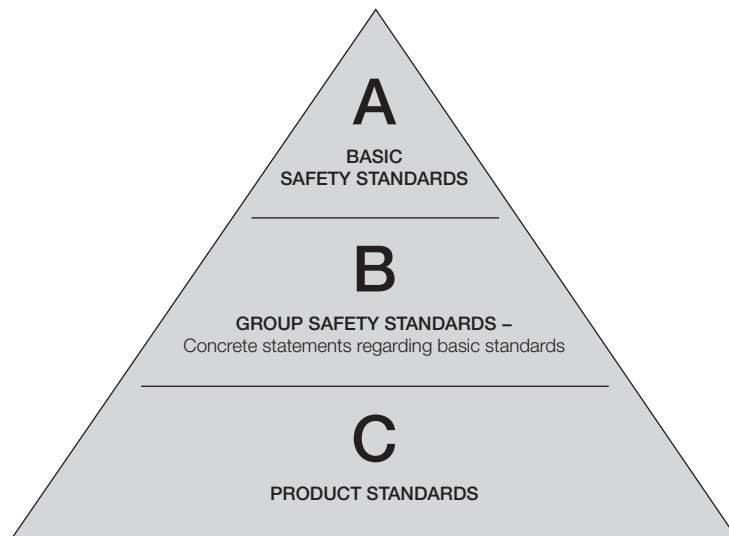 A
BASIC
SAFETY STANDARDS
B
GROUP SAFETY STANDARDS –
Concrete statements regarding basic standards
C
PRODUCT STANDARDS